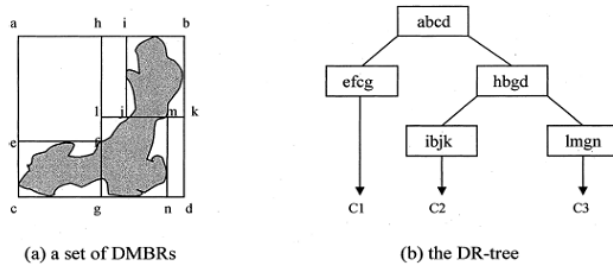 a h i b
l j m k
e f
c g n d
(a) a set of DMBRs
abcd
efcg hbgd
ibjk lmgn
C1 C2 C3
(b) the DR-tree